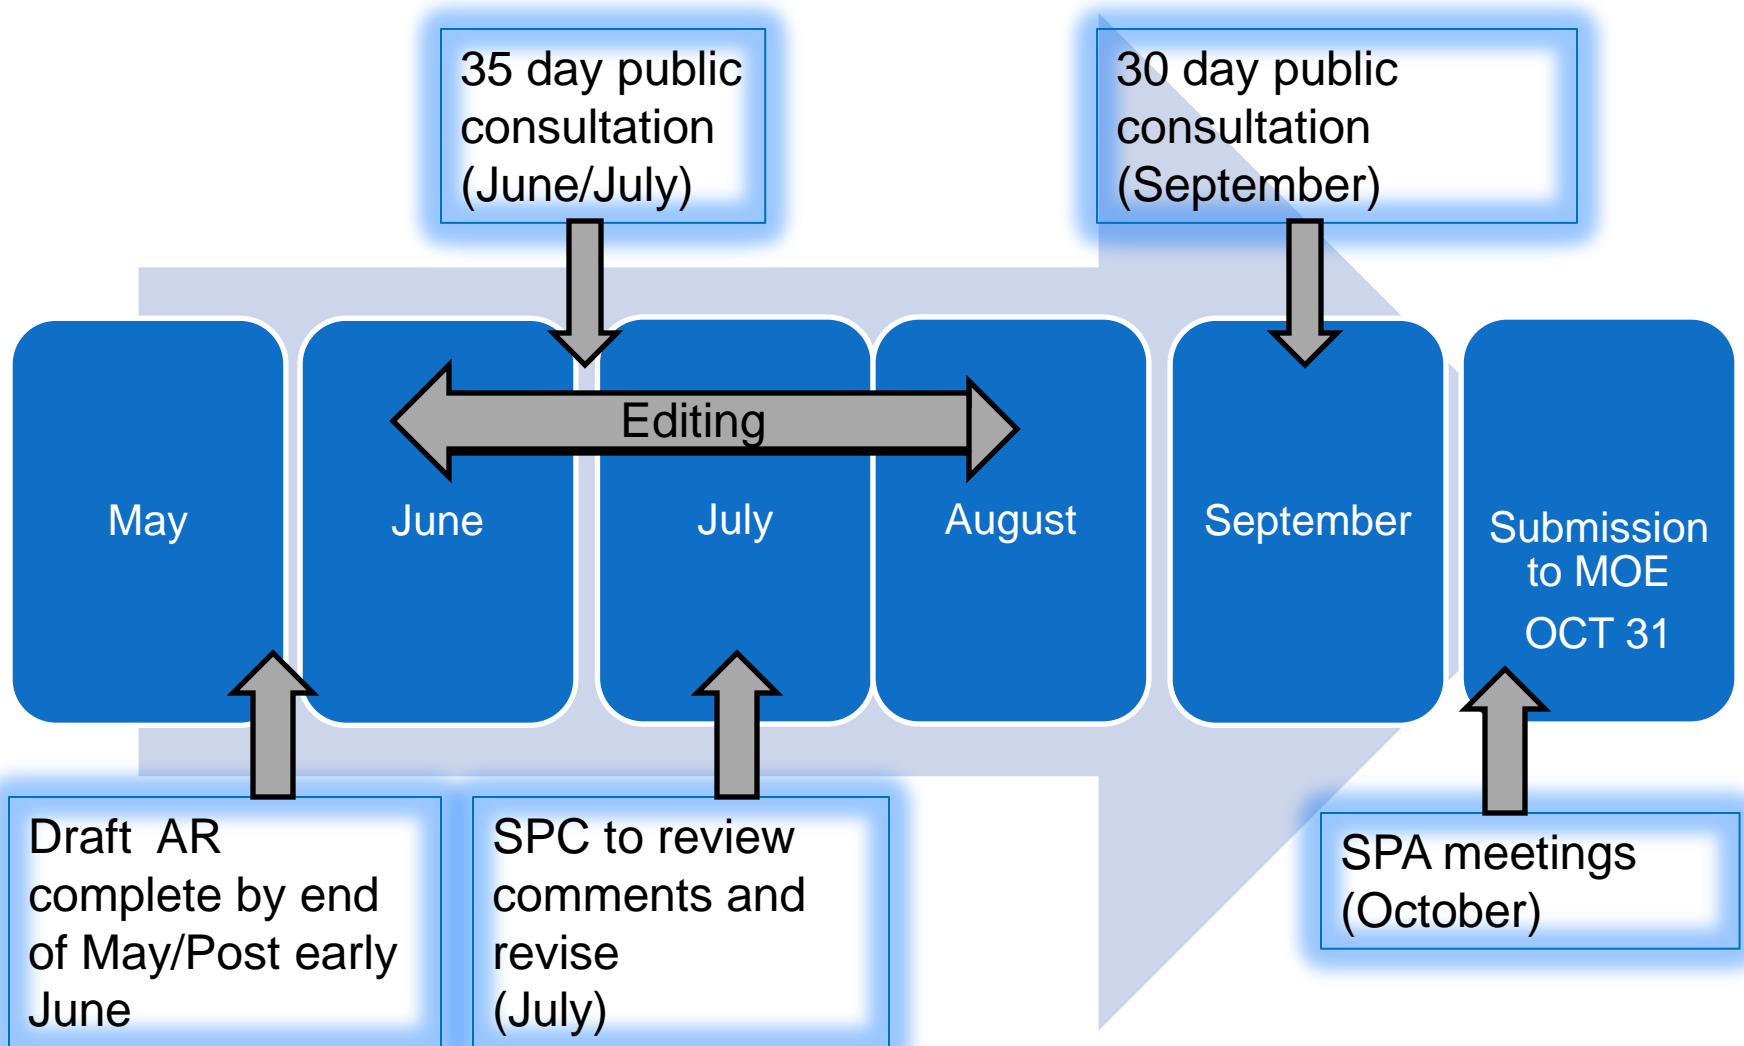 35 day public
consultation
(June/July)
30 day public
consultation
(September)
Editing
May
June
July
August
September
Submission
to MOE
OCT 31
Draft AR
complete by end
of May/Post early
June
SPC to review
comments and
revise
(July)
SPA meetings
(October)